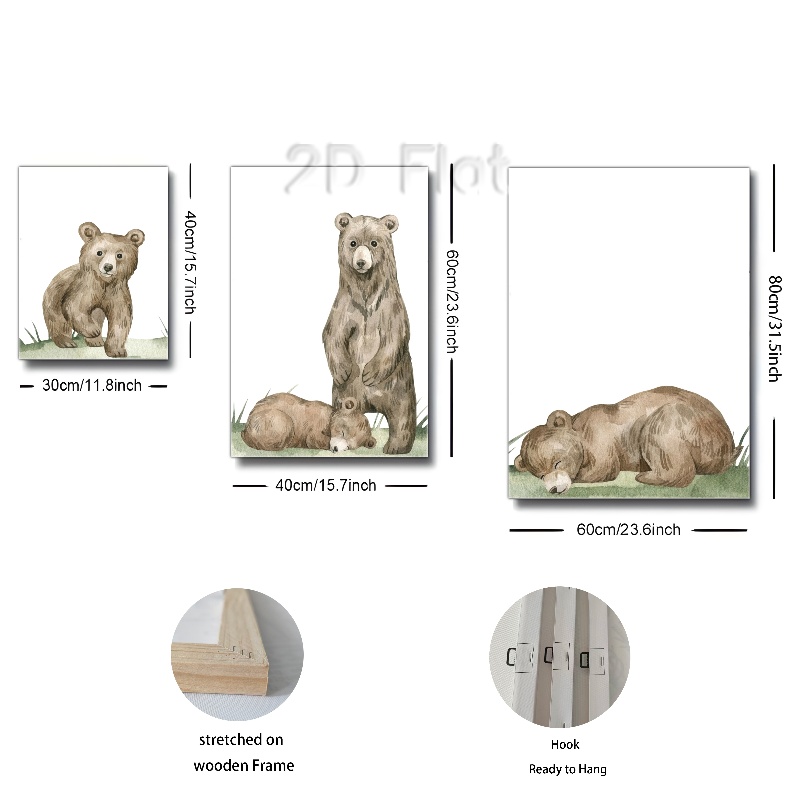 2D Flat
40cm/15.7inch
30cm/11.8inch
60cm/23.6inch
40cm/15.7inch
80cm/31.5inch
60cm/23.6inch
stretched on
wooden Frame
Hook
Ready to Hang